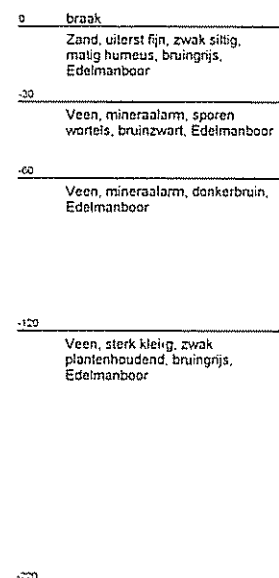 0 braak
Zand, uiterst fijn, zwak siltig,
matig humeus, bruingrijs,
Edelmanboor
-30
Veen, mineraalarm, sporen
wortels, bruinzwart, Edelmanboor
-60
Veen, mineraalarm, donkerbruin,
Edelmanboor
-120
Veen, sterk kleiig, zwak
plantenhoudend, bruingrijs,
Edelmanboor
-220